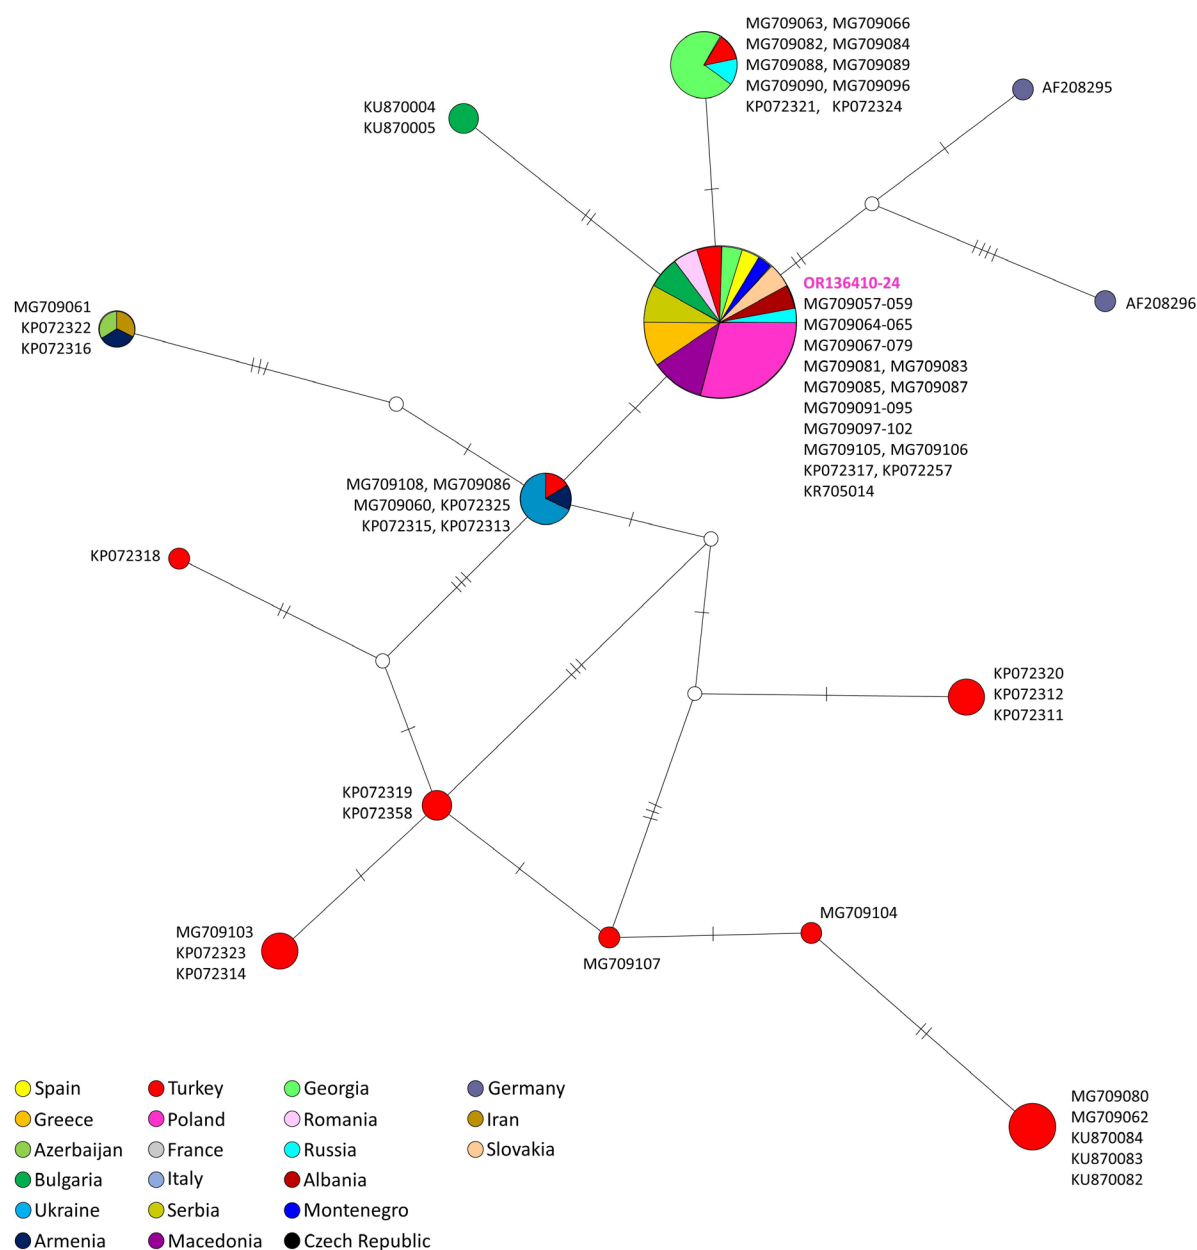 MG709063, MG709066
MG709082, MG709084
MG709088, MG709089
MG709090, MG709096
KP072321, KP072324
AF208295
KU870004
KU870005
OR136410-24
MG709057-059
MG709064-065
MG709067-079
MG709081, MG709083
MG709085, MG709087
MG709091-095
MG709097-102
MG709105, MG709106
KP072317, KP072257
KR705014
AF208296
MG709061
KP072322
KP072316
MG709108, MG709086
MG709060, KP072325
KP072315, KP072313
KP072318
KP072320
KP072312
KP072311
KP072319
KP072358
MG709103
KP072323
KP072314
MG709107
MG709104
MG709080
MG709062
KU870084
KU870083
KU870082
Spain
Greece
Azerbaijan
Bulgaria
Ukraine
Armenia
Turkey
Poland
France
Italy
Serbia
Macedonia
Georgia
Romania
Russia
Albania
Montenegro
Czech Republic
Germany
Iran
Slovakia